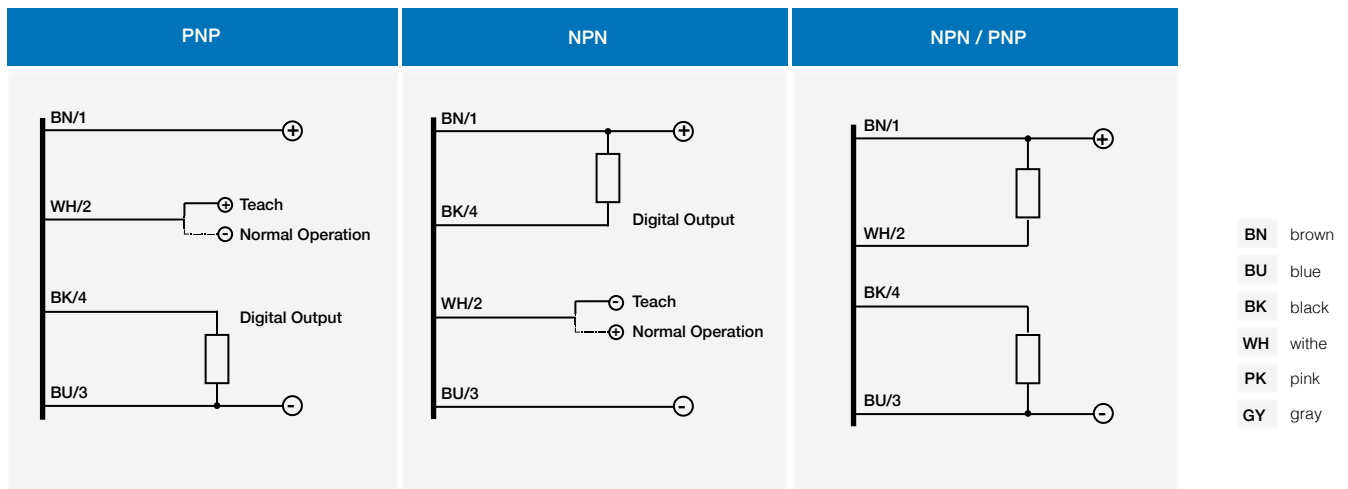 PNP
BN/1
+
WH/2
+ Teach
- Normal Operation
BK/4
Digital Output
BU/3
-
NPN
BN/1
+
BK/4
Digital Output
WH/2
- Teach
+ Normal Operation
BU/3
-
NPN / PNP
BN/1
+
WH/2
BK/4
BU/3
-
BN brown
BU blue
BK black
WH withe
PK pink
GY gray